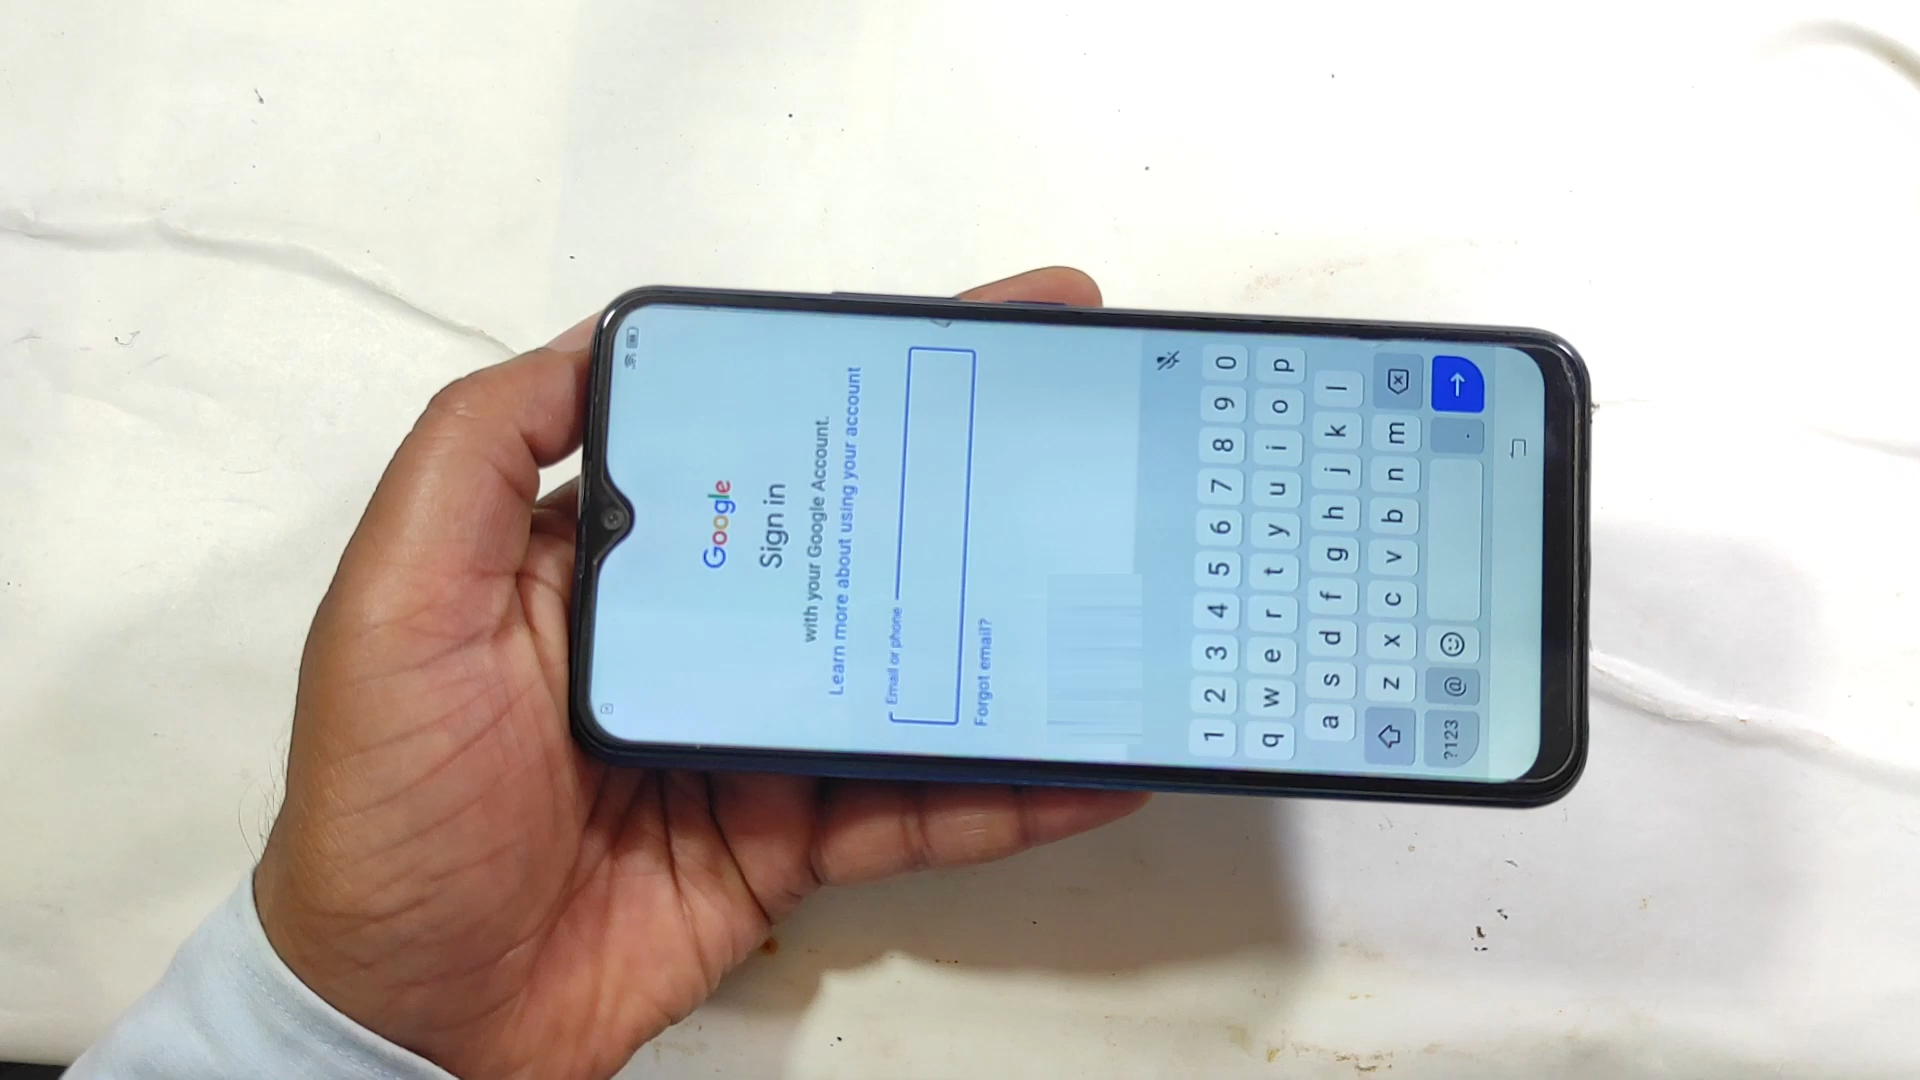 Google
Sign in
with your Google Account.
Learn more about using your account
Email or phone
Forgot email?
1 2 3 4 5 6 7 8 9 0
q w e r t y u i o p
a s d f g h j k l
z x c v b n m
?123 @ .